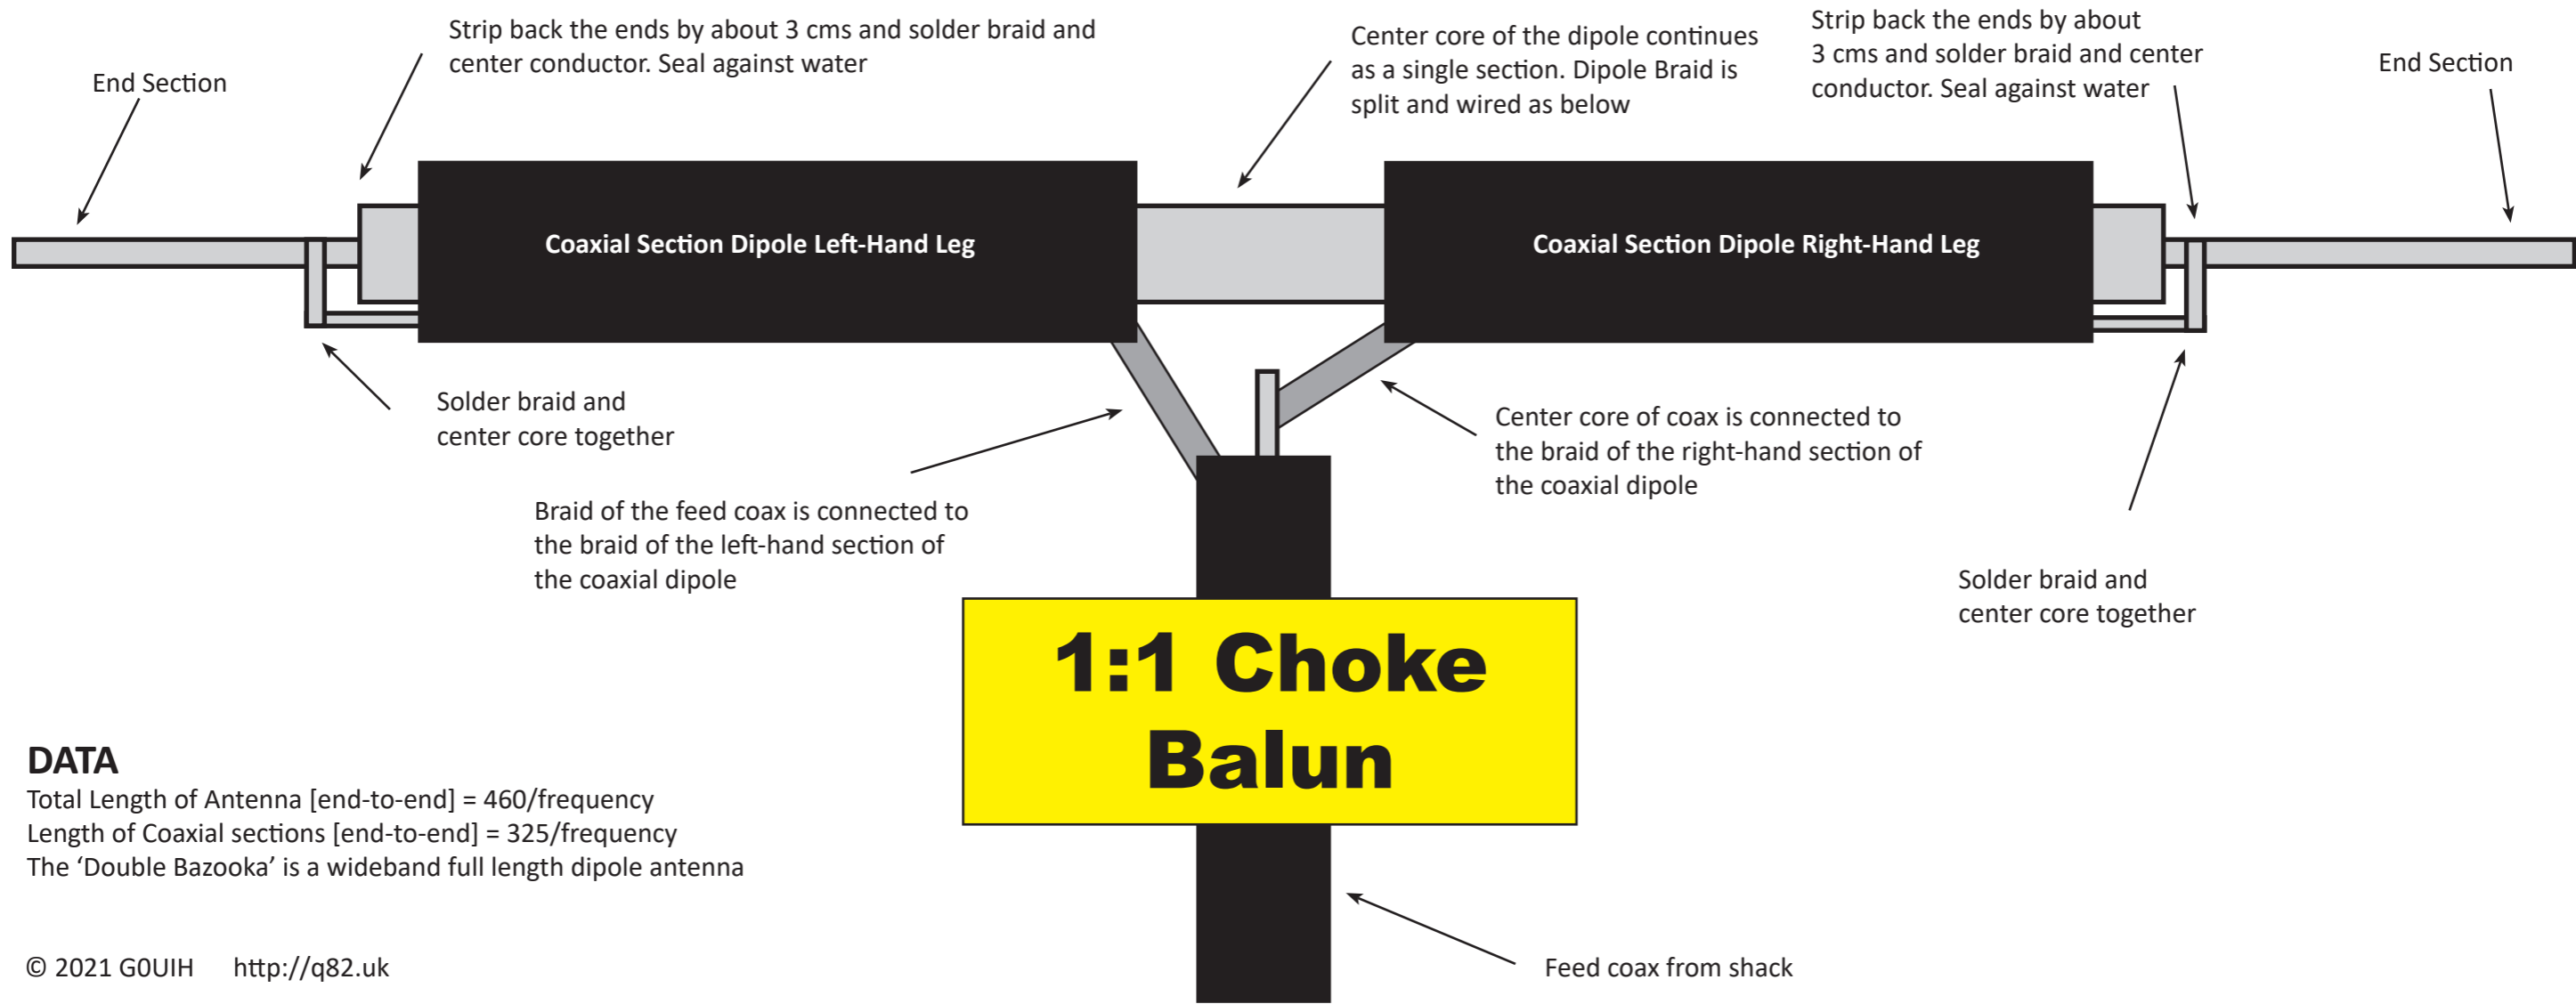 Strip back the ends by about 3 cms and solder braid and
center conductor. Seal against water
End Section
Center core of the dipole continues
as a single section. Dipole Braid is
split and wired as below
Strip back the ends by about
3 cms and solder braid and center
conductor. Seal against water
End Section
Coaxial Section Dipole Left-Hand Leg
Coaxial Section Dipole Right-Hand Leg
Solder braid and
center core together
Braid of the feed coax is connected to
the braid of the left-hand section of
the coaxial dipole
Center core of coax is connected to
the braid of the right-hand section of
the coaxial dipole
Solder braid and
center core together
1:1 Choke
Balun
DATA
Total Length of Antenna [end-to-end] = 460/frequency
Length of Coaxial sections [end-to-end] = 325/frequency
The ‘Double Bazooka’ is a wideband full length dipole antenna
© 2021 G0UIH http://q82.uk
Feed coax from shack